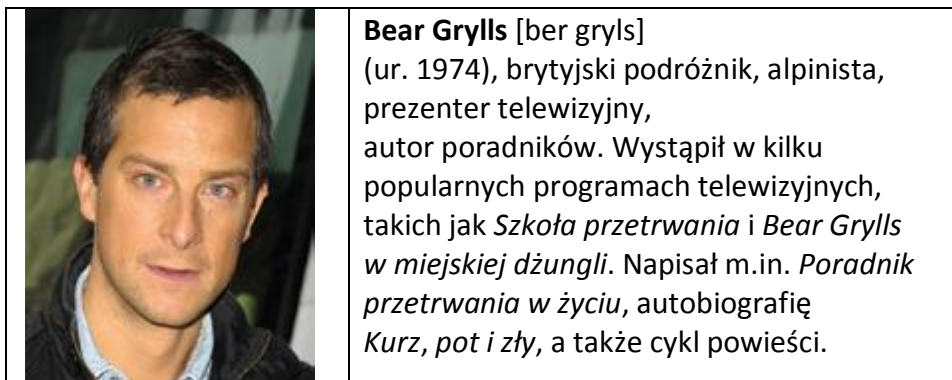 Bear Grylls [ber gryls]
(ur. 1974), brytyjski podróżnik, alpinista,
prezenter telewizyjny,
autor poradników. Wystąpił w kilku
popularnych programach telewizyjnych,
takich jak Szkoła przetrwania i Bear Grylls
w miejskiej dżungli. Napisał m.in. Poradnik
przetrwania w życiu, autobiografię
Kurz, pot i zły, a także cykl powieści.